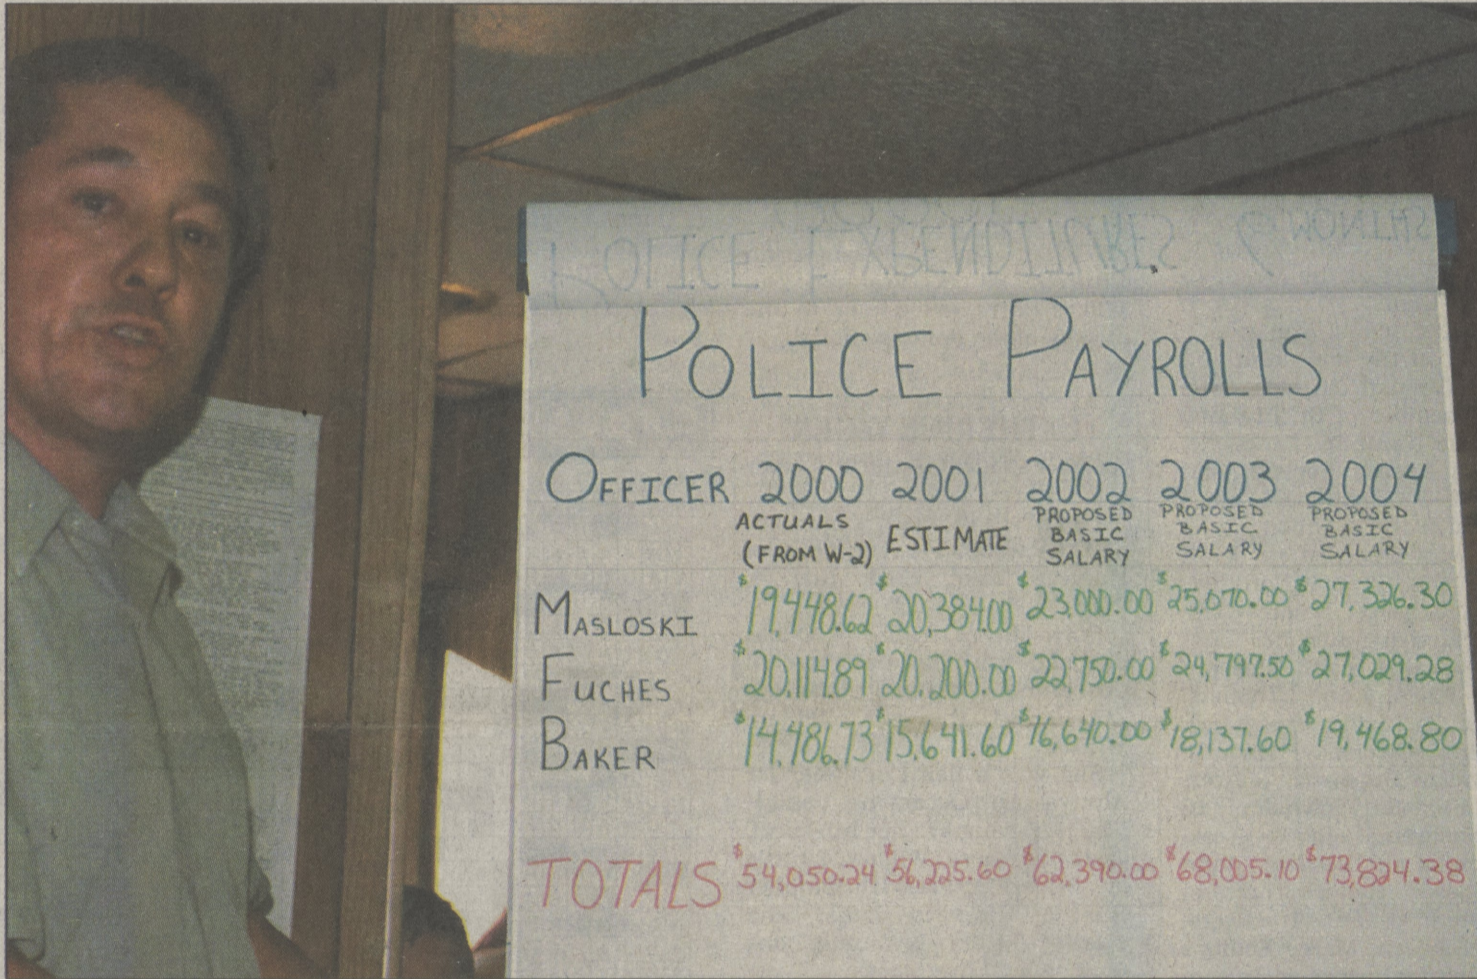 POLICE EXPENDITURES 6 MONTHS
POLICE PAYROLLS
OFFICER 2000 2001 2002 2003 2004
ACTUALS (FROM W-2) ESTIMATE PROPOSED BASIC SALARY PROPOSED BASIC SALARY PROPOSED BASIC SALARY
MASLOSKI $19,448.62 $20,384.00 $23,000.00 $25,070.00 $27,326.30
FUCHES $20,114.89 $20,200.00 $22,750.00 $24,797.50 $27,029.28
BAKER $14,486.73 $15,641.60 $16,640.00 $18,137.60 $19,468.80
TOTALS $54,050.24 $56,225.60 $62,390.00 $68,005.10 $73,824.38